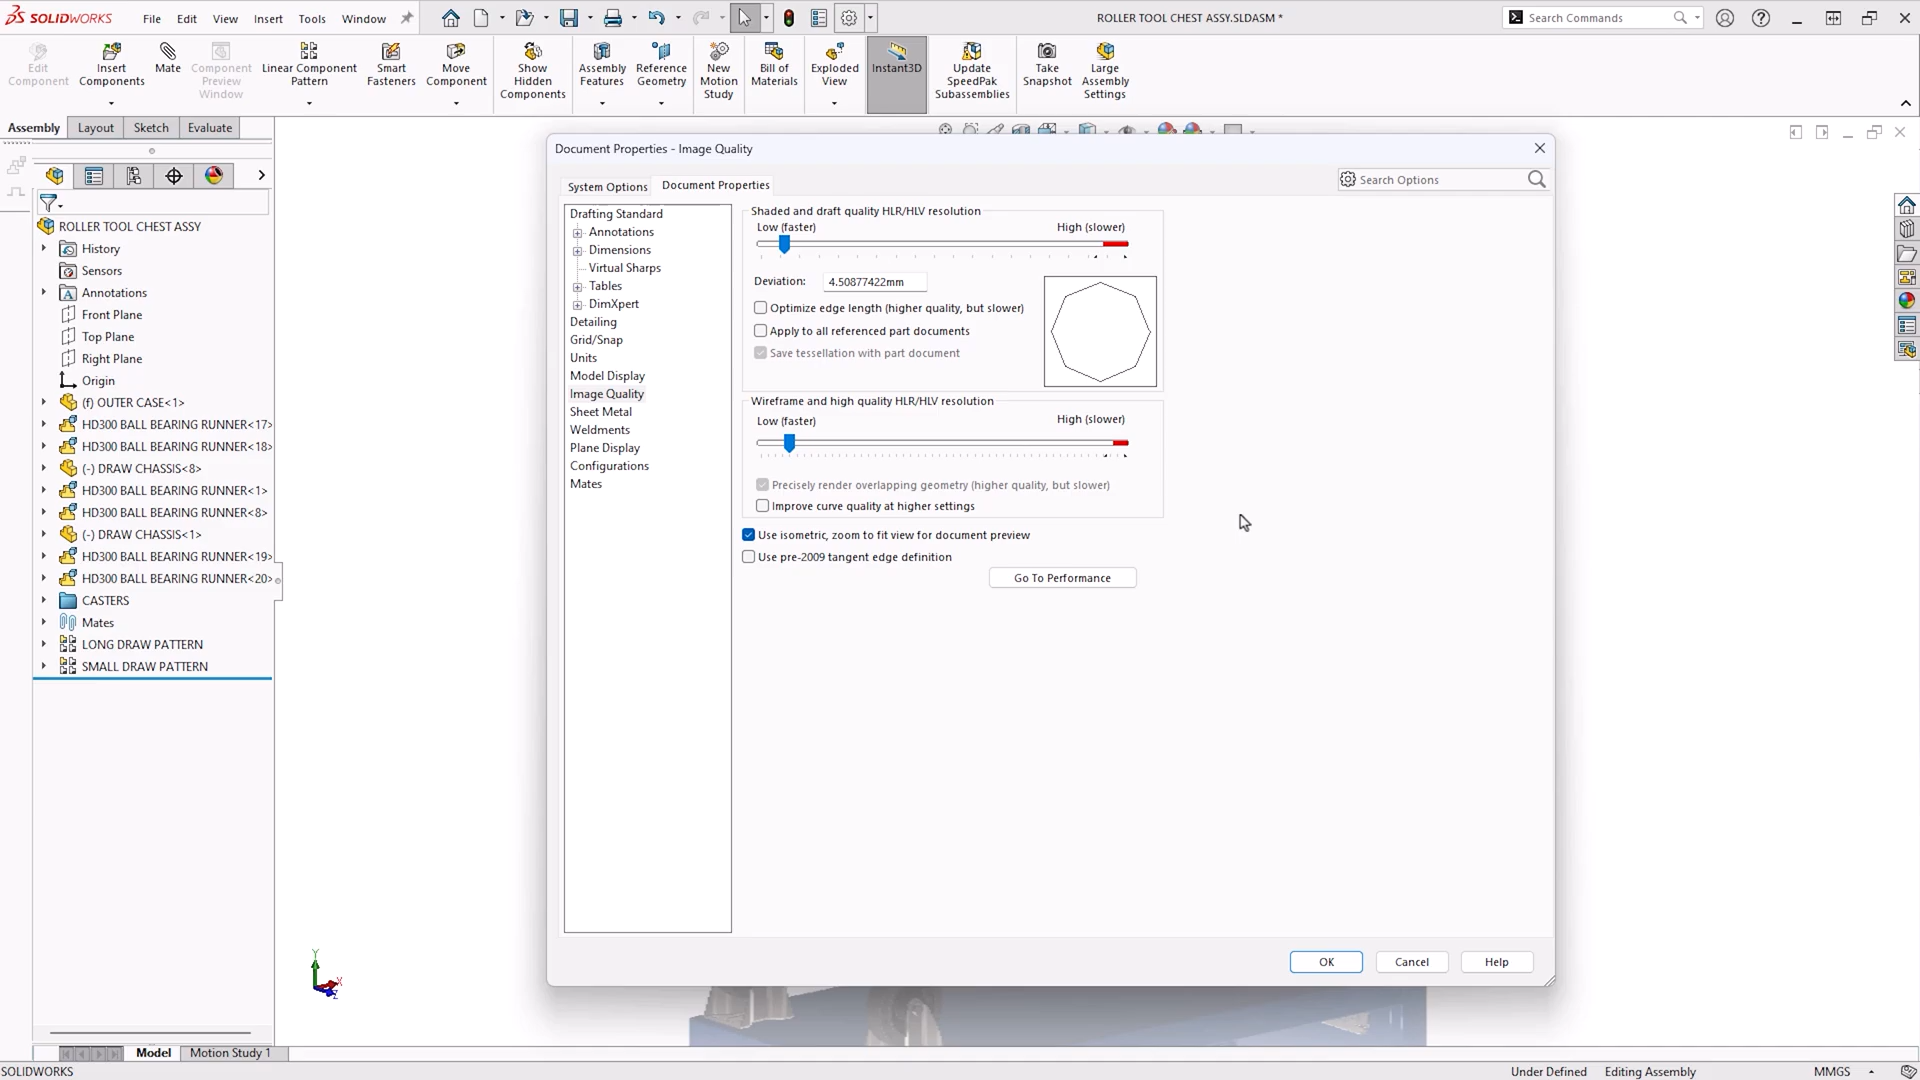 SOLIDWORKS
File Edit View Insert Tools Window
ROLLER TOOL CHEST ASSY.SLDASM *
Search Commands
Edit Component
Insert Components
Mate
Component Preview Window
Linear Component Pattern
Smart Fasteners
Move Component
Show Hidden Components
Assembly Features
Reference Geometry
New Motion Study
Bill of Materials
Exploded View
Instant3D
Update SpeedPak Subassemblies
Take Snapshot
Large Assembly Settings
Assembly Layout Sketch Evaluate
ROLLER TOOL CHEST ASSY
History
Sensors
Annotations
Front Plane
Top Plane
Right Plane
Origin
(f) OUTER CASE<1>
HD300 BALL BEARING RUNNER<17>
HD300 BALL BEARING RUNNER<18>
(-) DRAW CHASSIS<8>
HD300 BALL BEARING RUNNER<1>
HD300 BALL BEARING RUNNER<8>
(-) DRAW CHASSIS<1>
HD300 BALL BEARING RUNNER<19>
HD300 BALL BEARING RUNNER<20>
CASTERS
Mates
LONG DRAW PATTERN
SMALL DRAW PATTERN
Document Properties - Image Quality
System Options Document Properties
Search Options
Drafting Standard
Annotations
Dimensions
Virtual Sharps
Tables
DimXpert
Detailing
Grid/Snap
Units
Model Display
Image Quality
Sheet Metal
Weldments
Plane Display
Configurations
Mates
Shaded and draft quality HLR/HLV resolution
Low (faster) High (slower)
Deviation: 4.50877422mm
Optimize edge length (higher quality, but slower)
Apply to all referenced part documents
Save tessellation with part document
Wireframe and high quality HLR/HLV resolution
Low (faster) High (slower)
Precisely render overlapping geometry (higher quality, but slower)
Improve curve quality at higher settings
Use isometric, zoom to fit view for document preview
Use pre-2009 tangent edge definition
Go To Performance
OK Cancel Help
Y
X
Z
Model Motion Study 1
SOLIDWORKS
Under Defined Editing Assembly MMGS